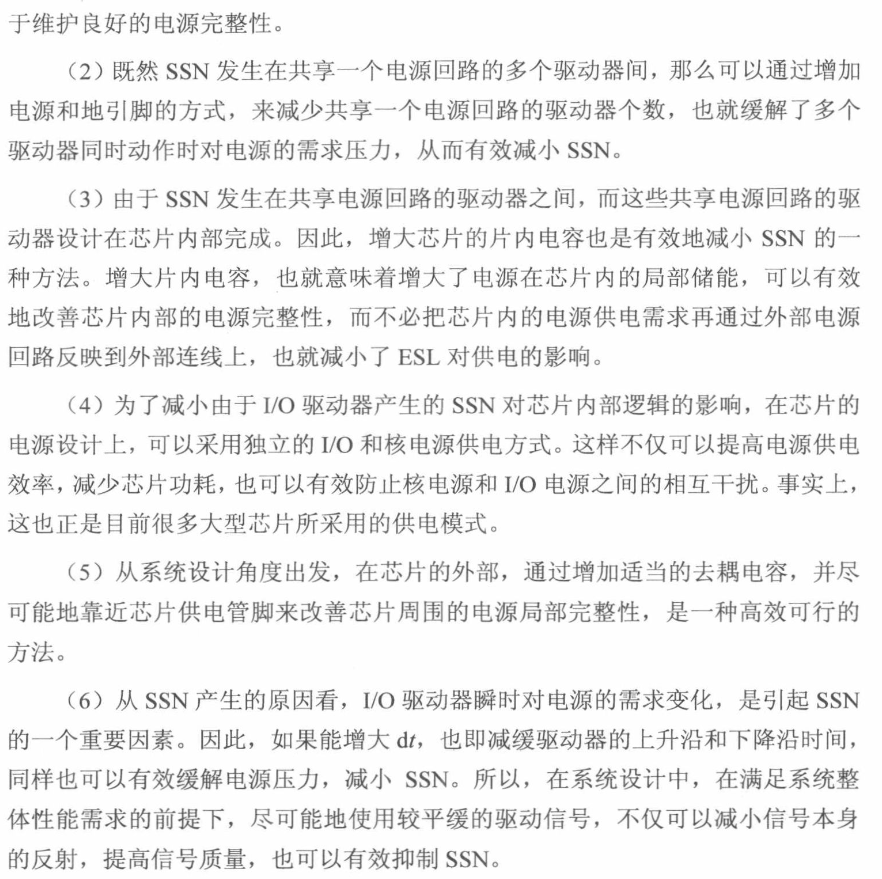 于维护良好的电源完整性。
（2）既然 SSN 发生在共享一个电源回路的多个驱动器间，那么可以通过增加
电源和地引脚的方式，来减少共享一个电源回路的驱动器个数，也就缓解了多个
驱动器同时动作时对电源的需求压力，从而有效减小 SSN。
（3）由于 SSN 发生在共享电源回路的驱动器之间，而这些共享电源回路的驱
动器设计在芯片内部完成。因此，增大芯片的片内电容也是有效地减小 SSN 的一
种方法。增大片内电容，也就意味着增大了电源在芯片内的局部储能，可以有效
地改善芯片内部的电源完整性，而不必把芯片内的电源供电需求再通过外部电源
回路反映到外部连线上，也就减小了 ESL 对供电的影响。
（4）为了减小由于 I/O 驱动器产生的 SSN 对芯片内部逻辑的影响，在芯片的
电源设计上，可以采用独立的 I/O 和核电源供电方式。这样不仅可以提高电源供电
效率，减少芯片功耗，也可以有效防止核电源和 I/O 电源之间的相互干扰。事实上，
这也正是目前很多大型芯片所采用的供电模式。
（5）从系统设计角度出发，在芯片的外部，通过增加适当的去耦电容，并尽
可能地靠近芯片供电管脚来改善芯片周围的电源局部完整性，是一种高效可行的
方法。
（6）从 SSN 产生的原因看，I/O 驱动器瞬时对电源的需求变化，是引起 SSN
的一个重要因素。因此，如果能增大 dt，也即减缓驱动器的上升沿和下降沿时间，
同样也可以有效缓解电源压力，减小 SSN。所以，在系统设计中，在满足系统整
体性能需求的前提下，尽可能地使用较平缓的驱动信号，不仅可以减小信号本身
的反射，提高信号质量，也可以有效抑制 SSN。